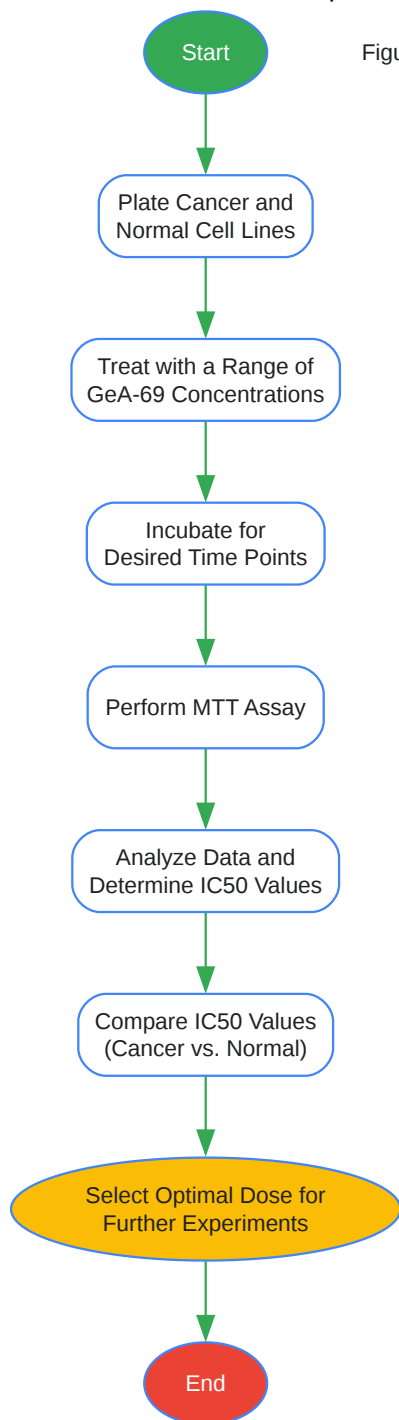 Start
Plate Cancer and
Normal Cell Lines
Treat with a Range of
GeA-69 Concentrations
Incubate for
Desired Time Points
Perform MTT Assay
Analyze Data and
Determine IC50 Values
Compare IC50 Values
(Cancer vs. Normal)
Select Optimal Dose for
Further Experiments
End